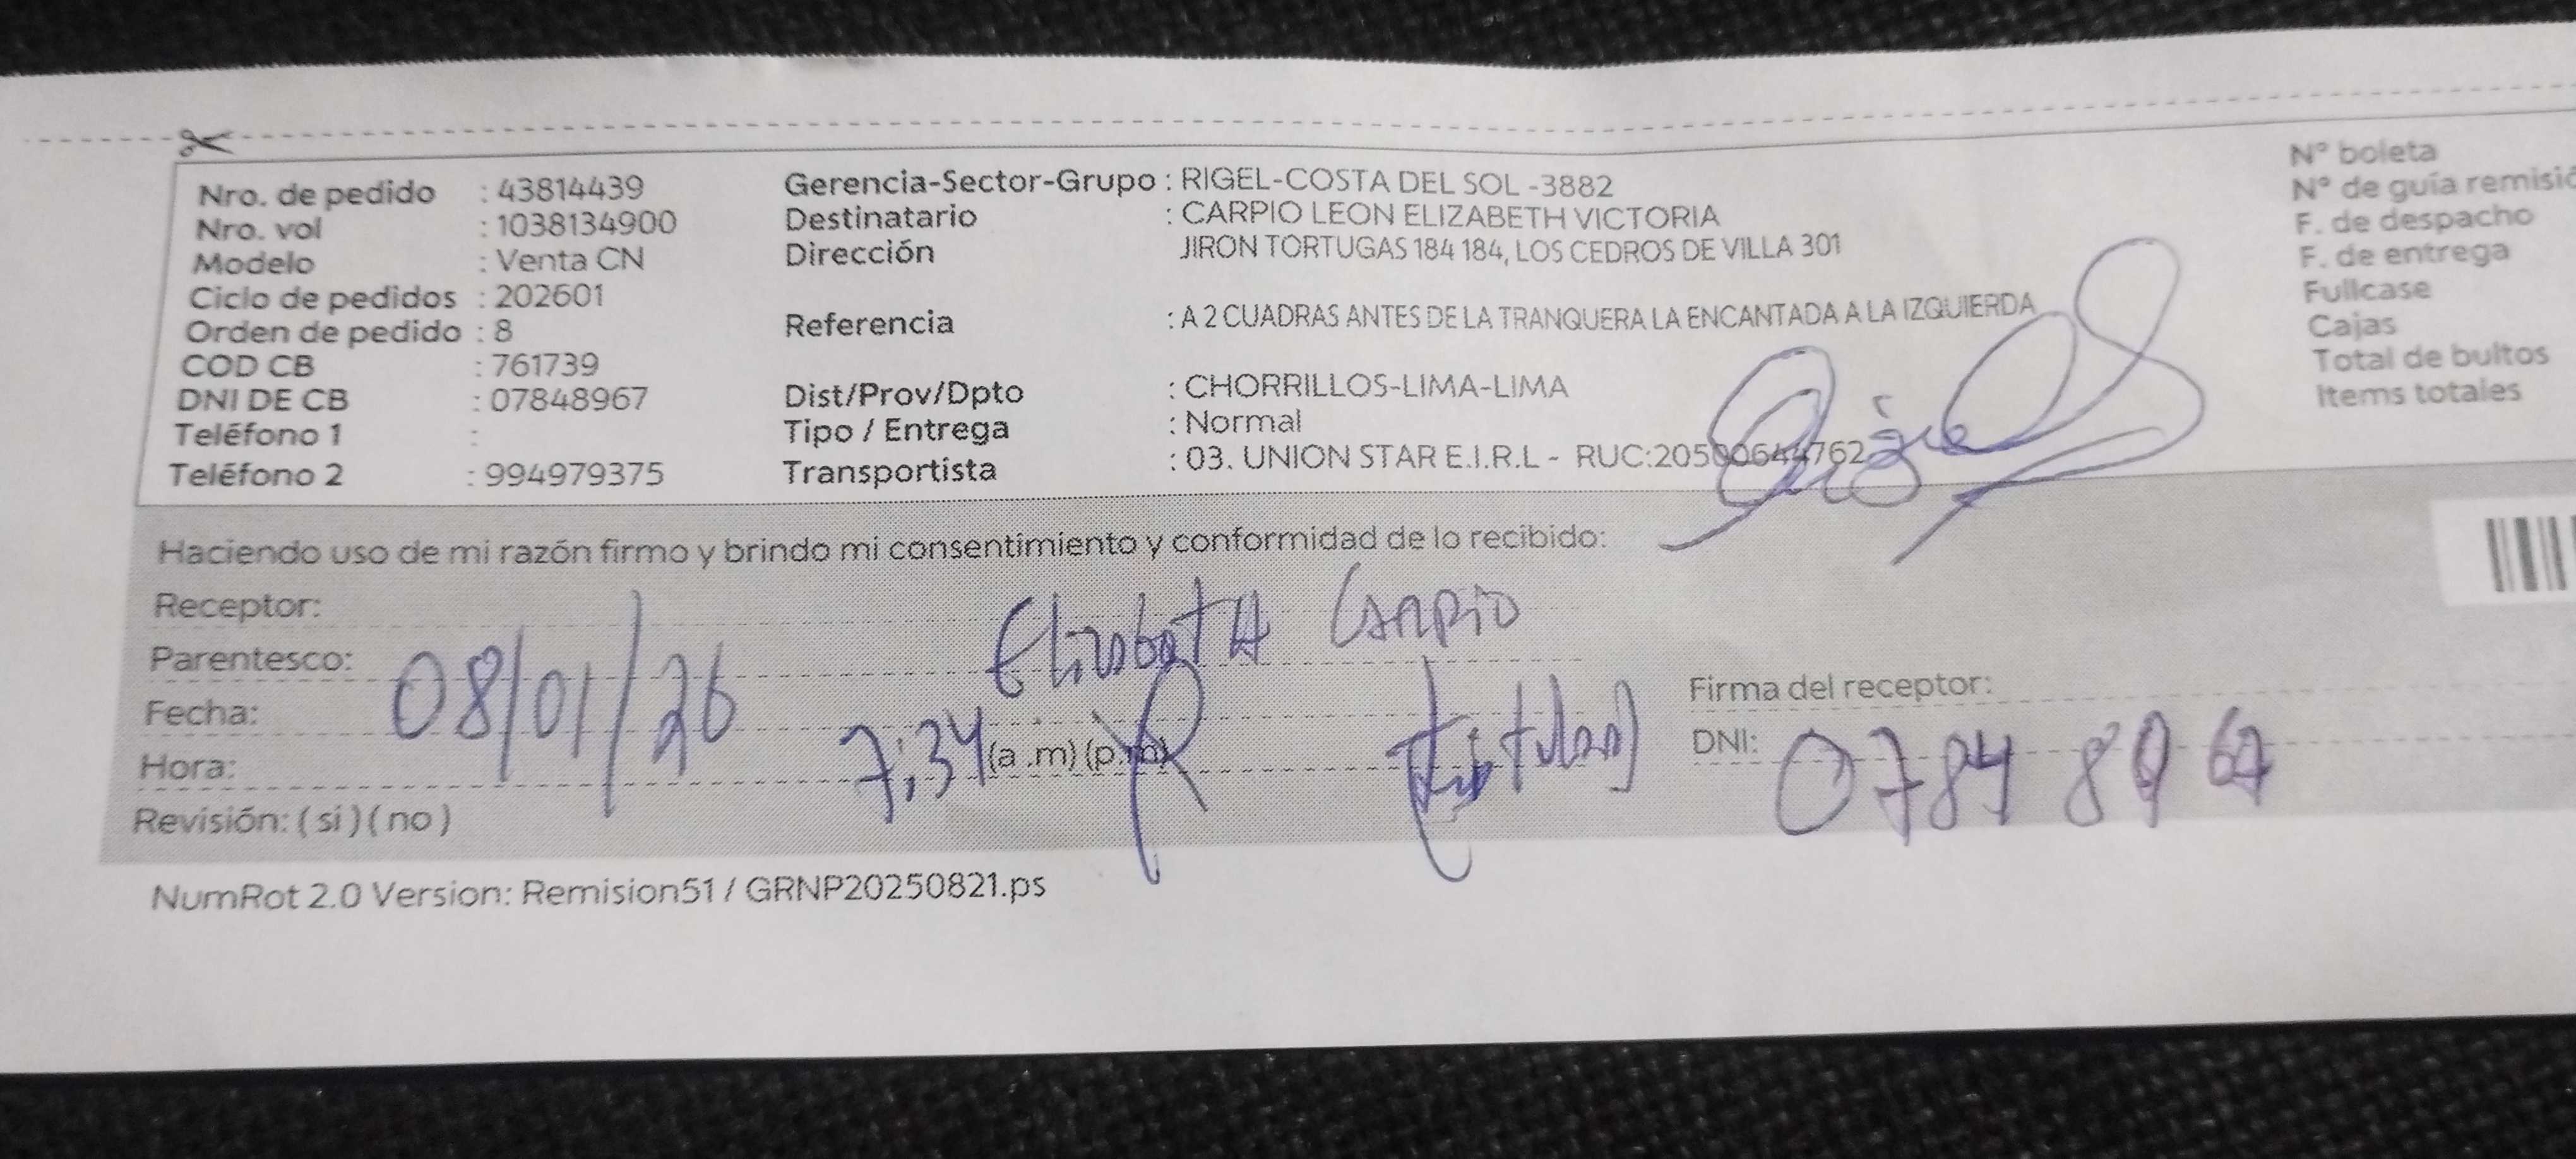 Nro. de pedido : 43814439
Nro. vol : 1038134900
Modelo : Venta CN
Ciclo de pedidos : 202601
Orden de pedido : 8
COD CB : 761739
DNI DE CB : 07848967
Teléfono 1 :
Teléfono 2 : 994979375
Gerencia-Sector-Grupo : RIGEL-COSTA DEL SOL -3882
Destinatario : CARPIO LEON ELIZABETH VICTORIA
Dirección JIRON TORTUGAS 184 184, LOS CEDROS DE VILLA 301
Referencia : A 2 CUADRAS ANTES DE LA TRANQUERA LA ENCANTADA A LA IZQUIERDA
Dist/Prov/Dpto : CHORRILLOS-LIMA-LIMA
Tipo / Entrega : Normal
Transportista : 03. UNION STAR E.I.R.L - RUC:20500644762
N° boleta
N° de guía remisió
F. de despacho
F. de entrega
Fullcase
Cajas
Total de bultos
Items totales
Haciendo uso de mi razón firmo y brindo mi consentimiento y conformidad de lo recibido:
Receptor: Elizabeth Carpio
Parentesco: (titular)
Fecha: 08/01/26
Hora: 7:34 (a .m) (p.m)
Revisión: ( si ) ( no )
Firma del receptor:
DNI: 07848967
NumRot 2.0 Version: Remision51 / GRNP20250821.ps